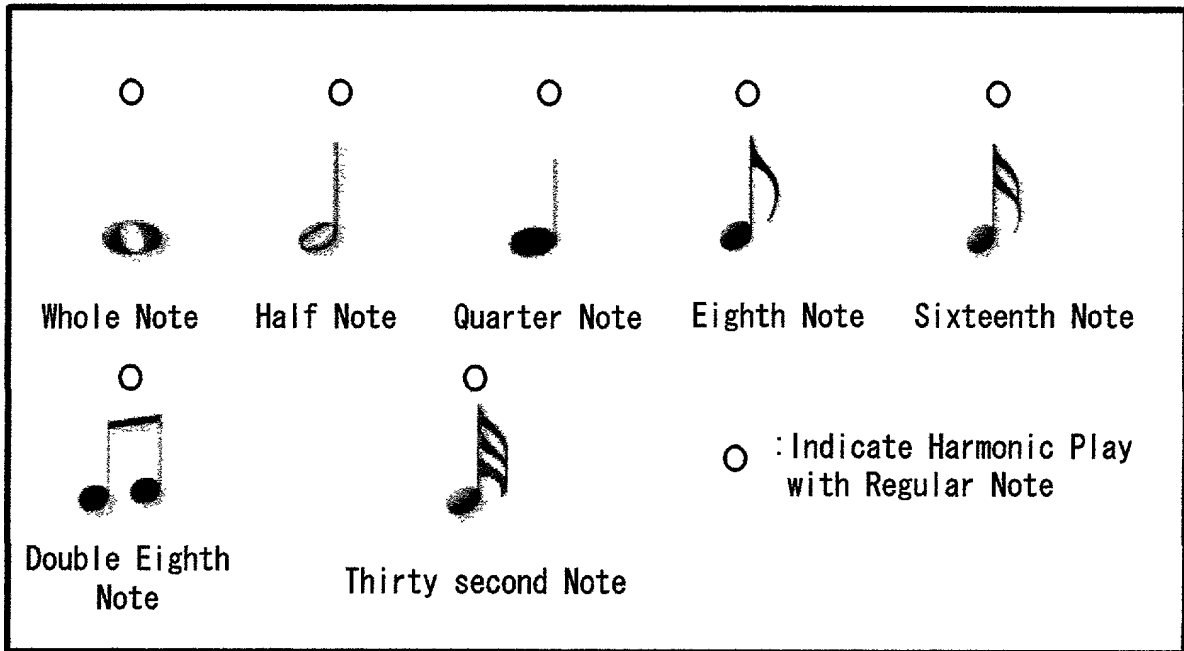 Whole Note
Half Note
Quarter Note
Eighth Note
Sixteenth Note
Double Eighth
Note
Thirty second Note
:Indicate Harmonic Play
with Regular Note